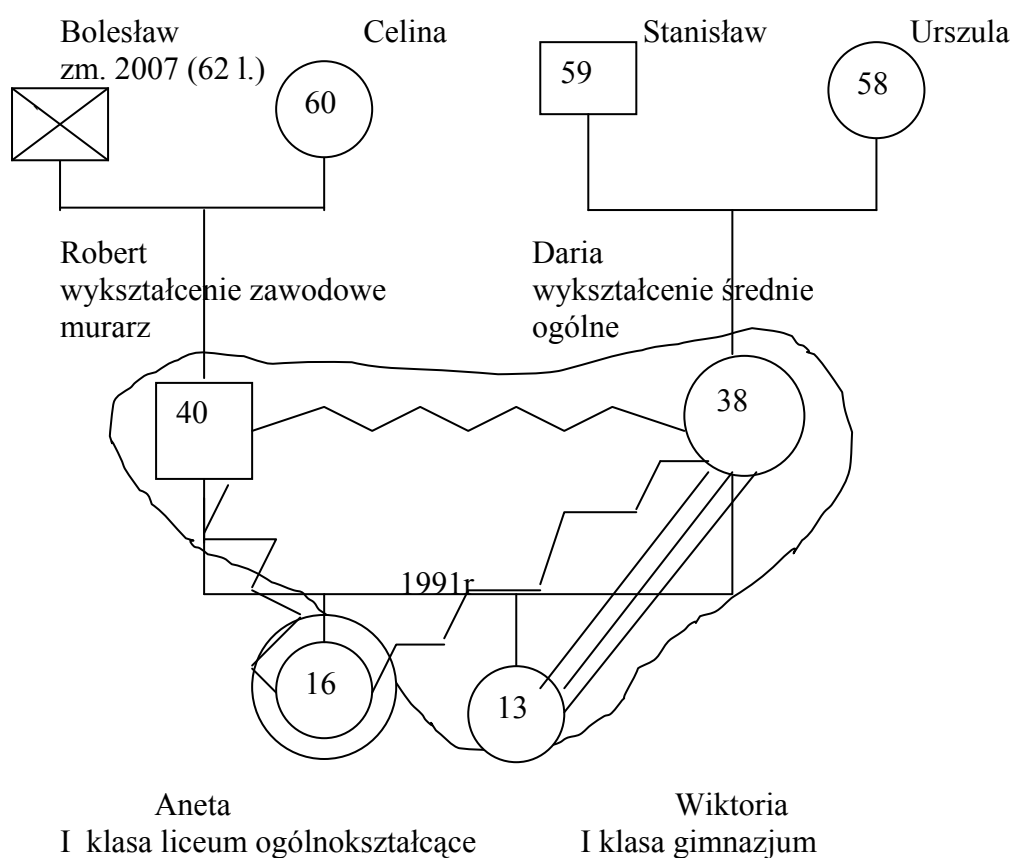 Bolesław Celina Stanisław Urszula
zm. 2007 (62 l.)
60 59 58
Robert Daria
wykształcenie zawodowe wykształcenie średnie
murarz ogólne
40 38
1991r
16 13
Aneta Wiktoria
I klasa liceum ogólnokształcące I klasa gimnazjum